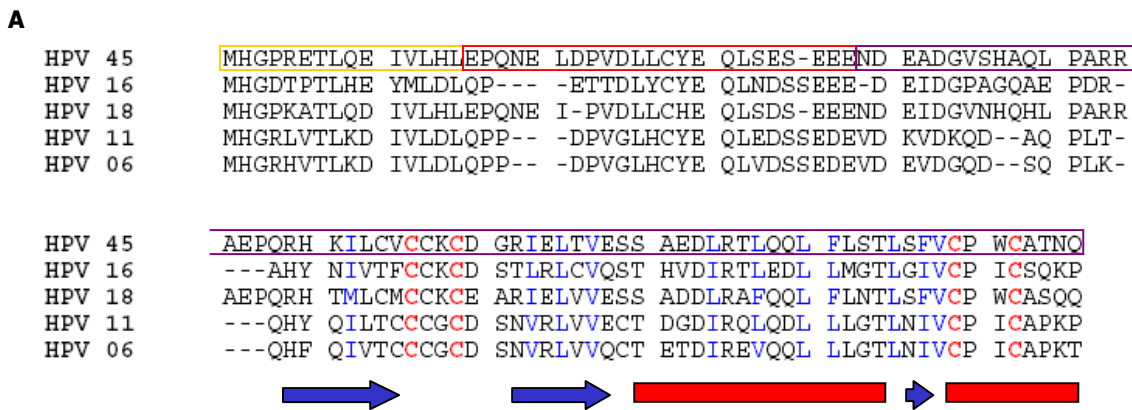 A
HPV 45 MHGPRETLQE IVLHLEPQNE LDPVDLLCYE QLSESE-EEEND EADGVSHAQL PARR
HPV 16 MHGDTPTLHE YMLDLQP--- -ETTDLYCYE QLNDSSEEE-D EIDGPAGQAE PDR-
HPV 18 MHGPKATLQD IVLHLEPQNE I-PVDLLCHE QLSDS-EEEND EIDGVNHQHL PARR
HPV 11 MHGRLVTLKD IVLDLQPP-- -DPVGLHCYE QLEDSSEDEVD KVDKQD--AQ PLT-
HPV 06 MHGRHVTLKD IVLDLQPP-- -DPVGLHCYE QLVDSSEDEVD EVDGQD--SQ PLK-
HPV 45 AEPQRH KILCVCCKCD GRIELTVESS AEDLRTLQQL FLSTLSFVCP WCATNQ
HPV 16 ---AHY NIVTFCCKCD STLRLCVQST HVDIRTLEDL LMGTLGIVCP ICSQKP
HPV 18 AEPQRH TMLCMCCKCE ARIELVVESS ADDLRAFQQL FLNTLSFVCP WCASQQ
HPV 11 ---QHY QILTCCCGCD SNVRLVVECT DGDIRQLQDL LLGTLNIVCP ICAPKP
HPV 06 ---QHF QIVTCCCGCD SNVRLVVQCT ETDIREVQQL LLGTLNIVCP ICAPKT